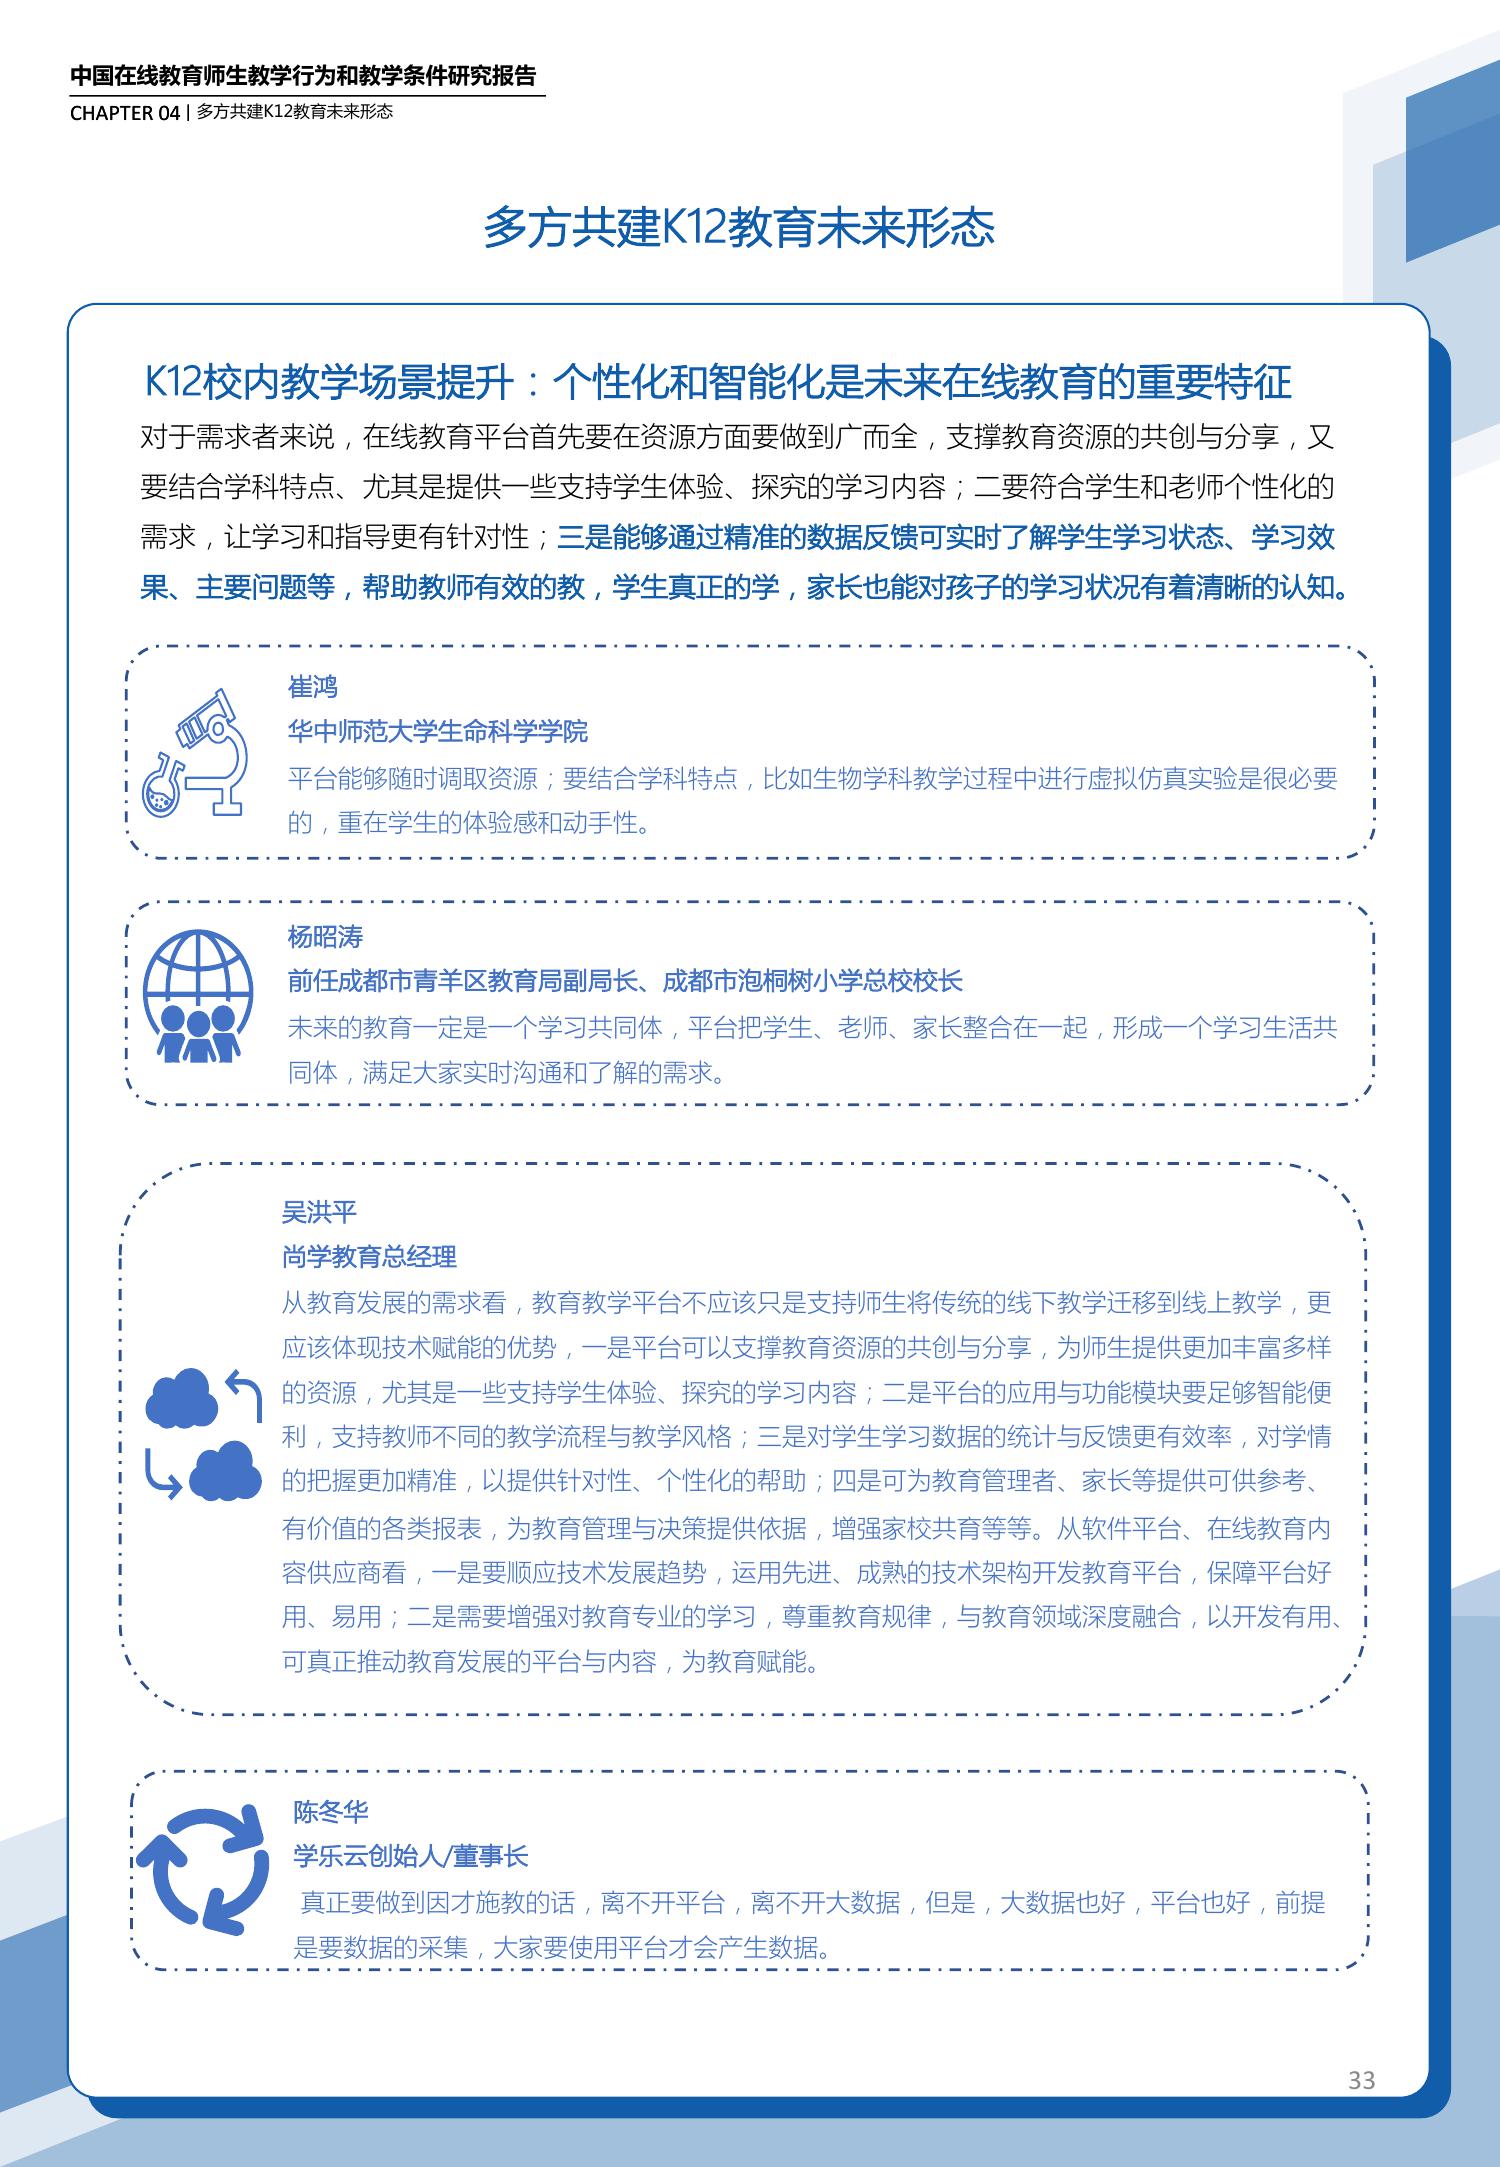 中国在线教育师生教学行为和教学条件研究报告
CHAPTER 04 | 多方共建K12教育未来形态
多方共建K12教育未来形态
K12校内教学场景提升：个性化和智能化是未来在线教育的重要特征
对于需求者来说，在线教育平台首先要在资源方面要做到广而全，支撑教育资源的共创与分享，又
要结合学科特点、尤其是提供一些支持学生体验、探究的学习内容；二要符合学生和老师个性化的
需求，让学习和指导更有针对性；三是能够通过精准的数据反馈可实时了解学生学习状态、学习效
果、主要问题等，帮助教师有效的教，学生真正的学，家长也能对孩子的学习状况有着清晰的认知。
崔鸿
华中师范大学生命科学学院
平台能够随时调取资源；要结合学科特点，比如生物学科教学过程中进行虚拟仿真实验是很必要
的，重在学生的体验感和动手性。
杨昭涛
前任成都市青羊区教育局副局长、成都市泡桐树小学总校校长
未来的教育一定是一个学习共同体，平台把学生、老师、家长整合在一起，形成一个学习生活共
同体，满足大家实时沟通和了解的需求。
吴洪平
尚学教育总经理
从教育发展的需求看，教育教学平台不应该只是支持师生将传统的线下教学迁移到线上教学，更
应该体现技术赋能的优势，一是平台可以支撑教育资源的共创与分享，为师生提供更加丰富多样
的资源，尤其是一些支持学生体验、探究的学习内容；二是平台的应用与功能模块要足够智能便
利，支持教师不同的教学流程与教学风格；三是对学生学习数据的统计与反馈更有效率，对学情
的把握更加精准，以提供针对性、个性化的帮助；四是可为教育管理者、家长等提供可供参考、
有价值的各类报表，为教育管理与决策提供依据，增强家校共育等等。从软件平台、在线教育内
容供应商看，一是要顺应技术发展趋势，运用先进、成熟的技术架构开发教育平台，保障平台好
用、易用；二是需要增强对教育专业的学习，尊重教育规律，与教育领域深度融合，以开发有用、
可真正推动教育发展的平台与内容，为教育赋能。
陈冬华
学乐云创始人/董事长
真正要做到因才施教的话，离不开平台，离不开大数据，但是，大数据也好，平台也好，前提
是要数据的采集，大家要使用平台才会产生数据。
33